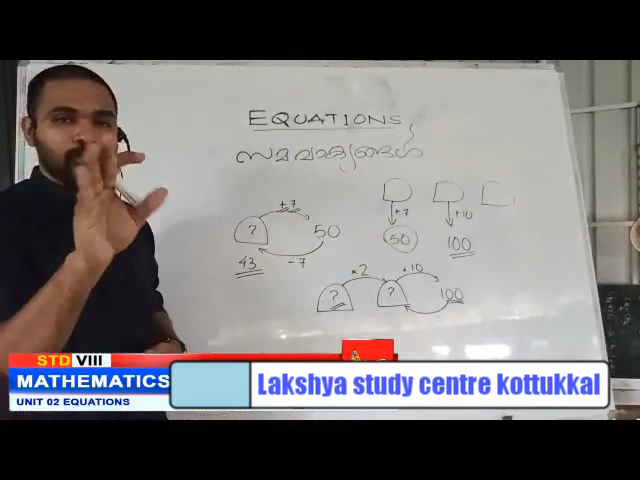 EQUATIONS
സമവാക്യങ്ങൾ
+7
+7
+10
?
50
50
100
43
-7
×2
+10
?
?
100
STD VIII
MATHEMATICS
UNIT 02 EQUATIONS
Lakshya study centre kottukkal